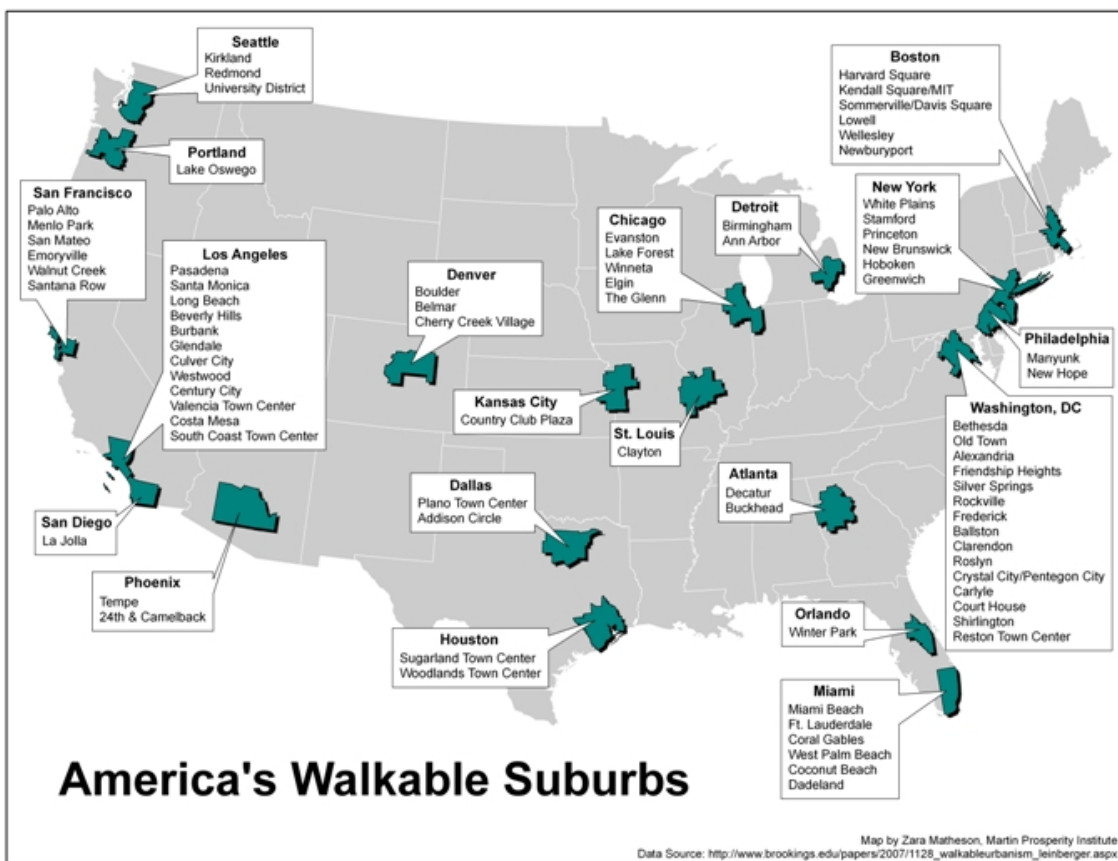 Seattle
Kirkland
Redmond
University District
Portland
Lake Oswego
San Francisco
Palo Alto
Menlo Park
San Mateo
Emoryville
Walnut Creek
Santana Row
Los Angeles
Pasadena
Santa Monica
Long Beach
Beverly Hills
Burbank
Glendale
Culver City
Westwood
Century City
Valencia Town Center
Costa Mesa
South Coast Town Center
San Diego
La Jolla
Phoenix
Tempe
24th & Camelback
Denver
Boulder
Belmar
Cherry Creek Village
Kansas City
Country Club Plaza
St. Louis
Clayton
Dallas
Plano Town Center
Addison Circle
Houston
Sugarland Town Center
Woodlands Town Center
Chicago
Evanston
Lake Forest
Winneta
Elgin
The Glenn
Detroit
Birmingham
Ann Arbor
Boston
Harvard Square
Kendall Square/MIT
Sommerville/Davis Square
Lowell
Wellesley
Newburyport
New York
White Plains
Stamford
Princeton
New Brunswick
Hoboken
Greenwich
Philadelphia
Manyunk
New Hope
Washington, DC
Bethesda
Old Town
Alexandria
Friendship Heights
Silver Springs
Rockville
Frederick
Ballston
Clarendon
Roslyn
Crystal City/Pentegon City
Carlyle
Court House
Shirlington
Reston Town Center
Atlanta
Decatur
Buckhead
Orlando
Winter Park
Miami
Miami Beach
Ft. Lauderdale
Coral Gables
West Palm Beach
Coconut Beach
Dadeland
America's Walkable Suburbs
Map by Zara Matheson, Martin Prosperity Institute
Data Source: http://www.brookings.edu/papers/2007/1128_walkableurbanism_leinberger.aspx